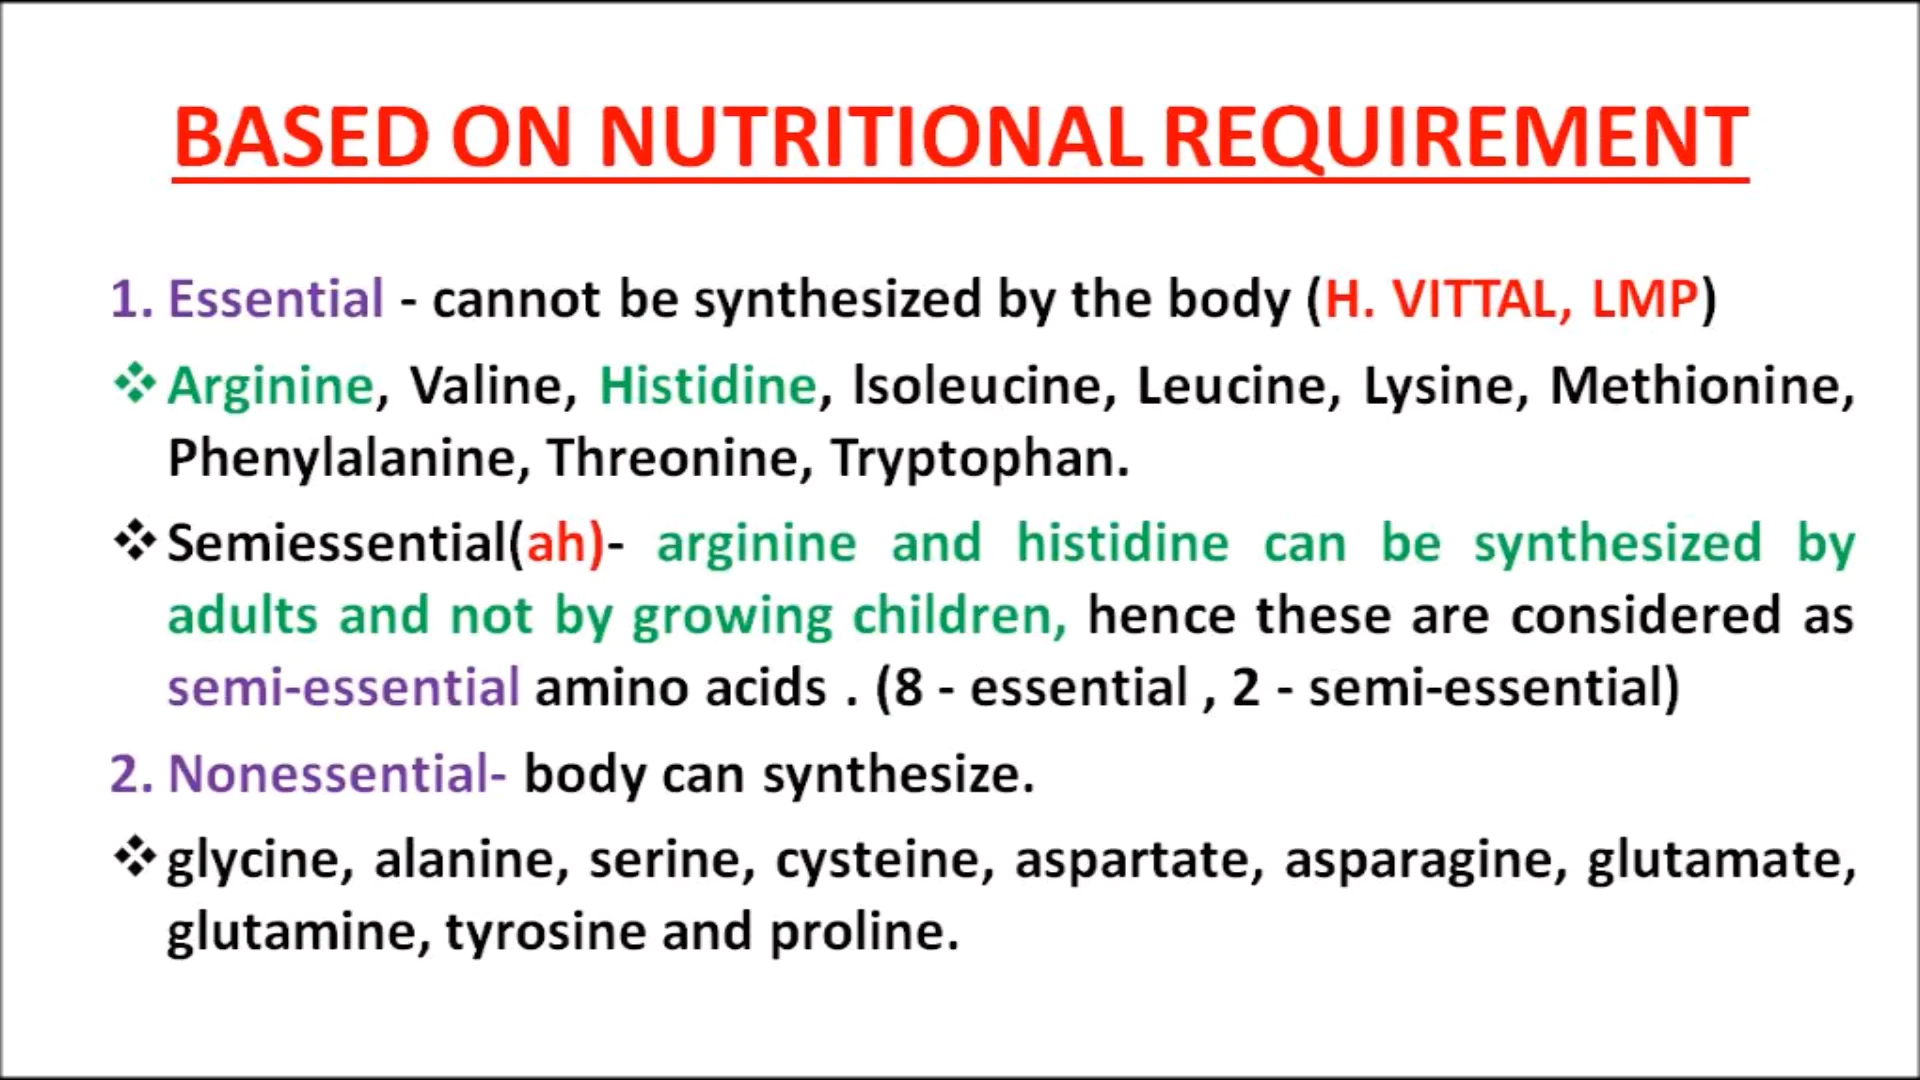 BASED ON NUTRITIONAL REQUIREMENT
1. Essential - cannot be synthesized by the body (H. VITTAL, LMP)
❖ Arginine, Valine, Histidine, Isoleucine, Leucine, Lysine, Methionine,
Phenylalanine, Threonine, Tryptophan.
❖ Semiessential(ah)- arginine and histidine can be synthesized by
adults and not by growing children, hence these are considered as
semi-essential amino acids . (8 - essential , 2 - semi-essential)
2. Nonessential- body can synthesize.
❖ glycine, alanine, serine, cysteine, aspartate, asparagine, glutamate,
glutamine, tyrosine and proline.